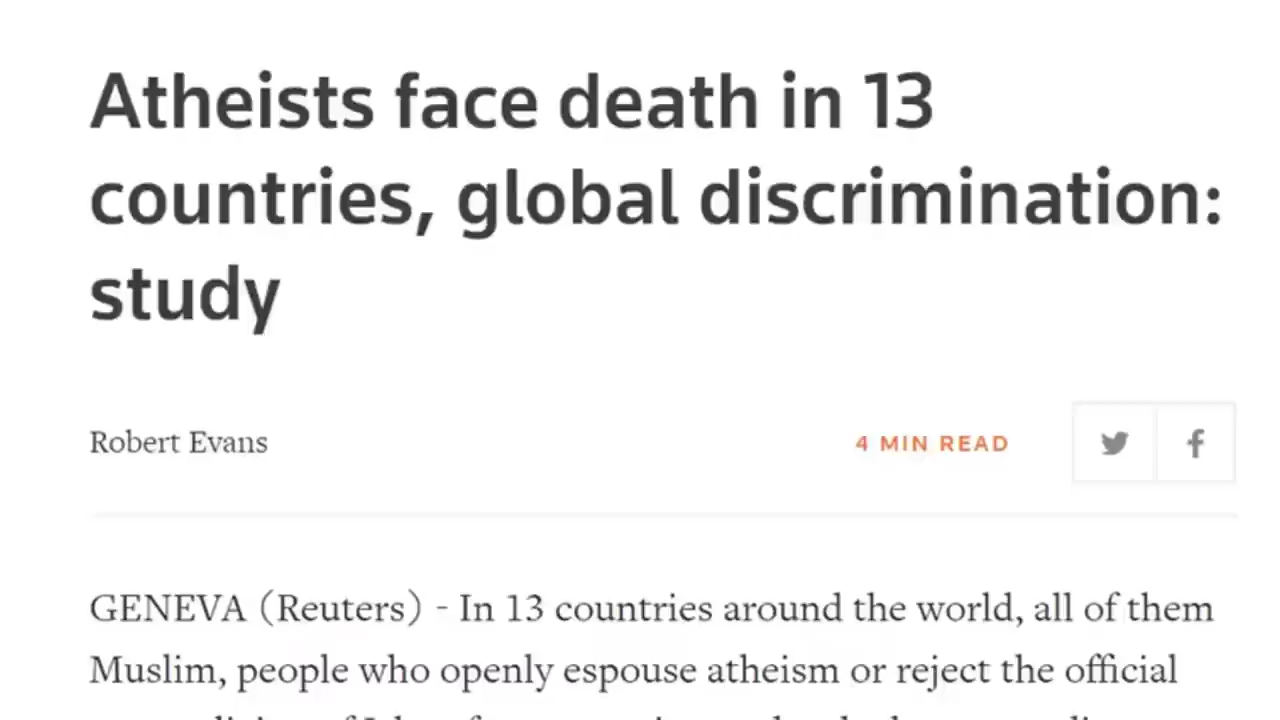 Atheists face death in 13
countries, global discrimination:
study
Robert Evans
4 MIN READ
GENEVA (Reuters) - In 13 countries around the world, all of them
Muslim, people who openly espouse atheism or reject the official